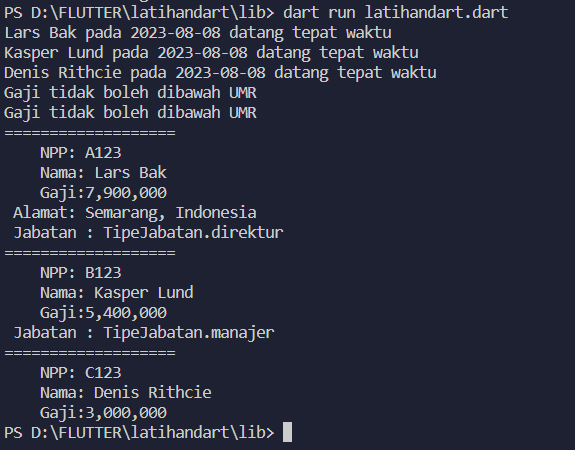 PS D:\FLUTTER\latihandart\lib> dart run latihandart.dart
Lars Bak pada 2023-08-08 datang tepat waktu
Kasper Lund pada 2023-08-08 datang tepat waktu
Denis Rithcie pada 2023-08-08 datang tepat waktu
Gaji tidak boleh dibawah UMR
Gaji tidak boleh dibawah UMR
===================
    NPP: A123
    Nama: Lars Bak
    Gaji:7,900,000
 Alamat: Semarang, Indonesia
 Jabatan : TipeJabatan.direktur
===================
    NPP: B123
    Nama: Kasper Lund
    Gaji:5,400,000
 Jabatan : TipeJabatan.manajer
===================
    NPP: C123
    Nama: Denis Rithcie
    Gaji:3,000,000
PS D:\FLUTTER\latihandart\lib>